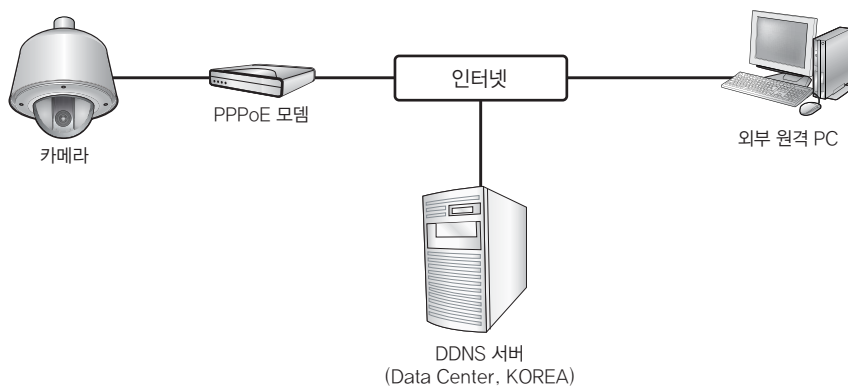 인터넷
PPPoE 모뎀
카메라
외부 원격 PC
DDNS 서버
(Data Center, KOREA)